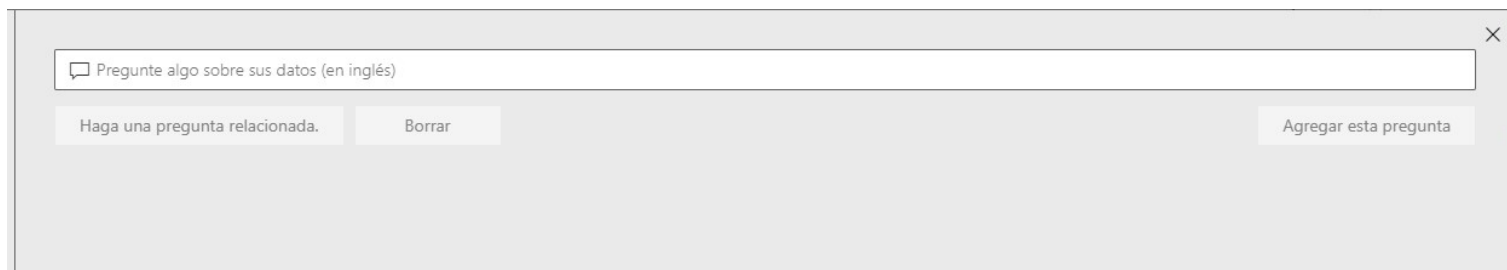 Pregunte algo sobre sus datos (en inglés)
Haga una pregunta relacionada.
Borrar
Agregar esta pregunta